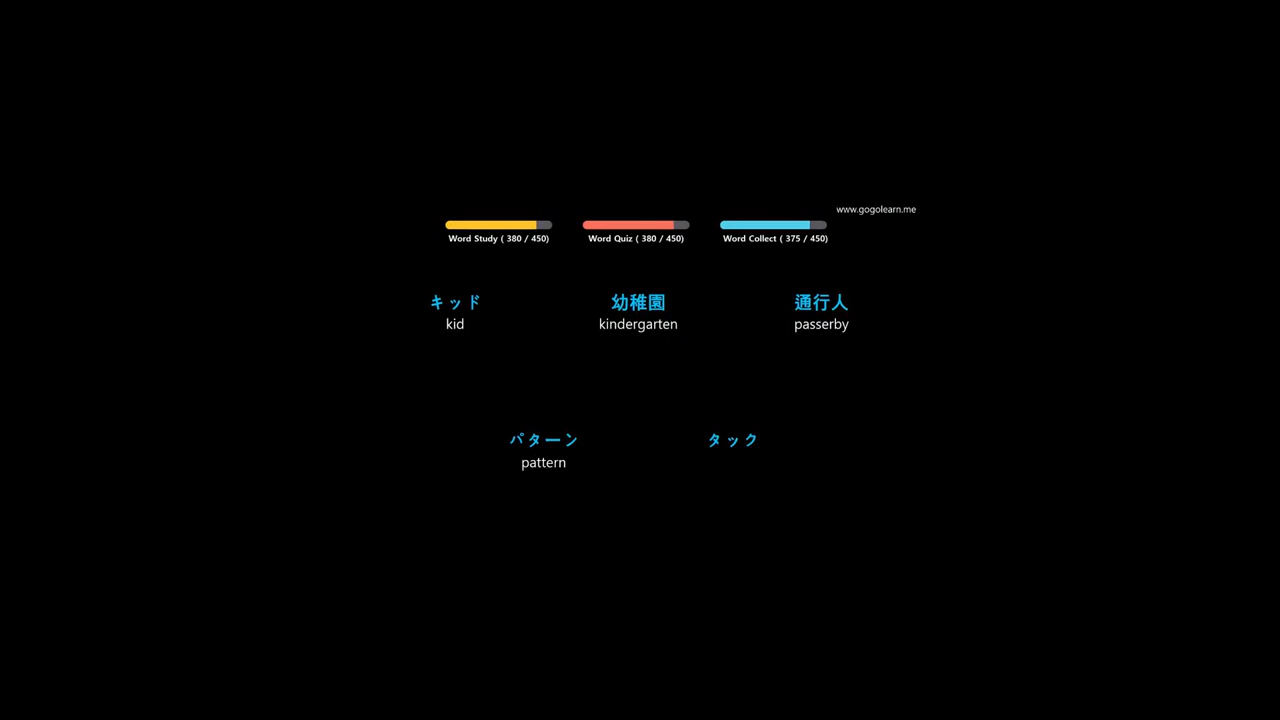 www.gogolearn.me
Word Study ( 380 / 450)
Word Quiz ( 380 / 450)
Word Collect ( 375 / 450)
キッド
kid
幼稚園
kindergarten
通行人
passerby
パターン
pattern
タック